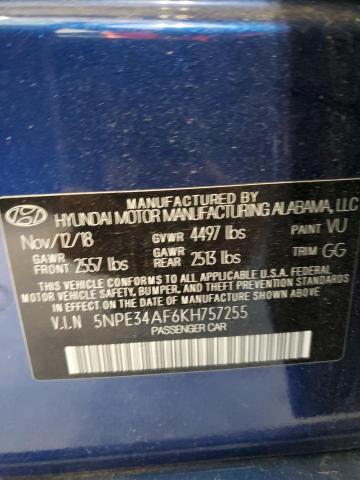 MANUFACTURED BY
HYUNDAI MOTOR MANUFACTURING ALABAMA, LLC
Nov/12/18 GVWR 4497 lbs PAINT VU
GAWR FRONT 2557 lbs GAWR REAR 2513 lbs TRIM GG
THIS VEHICLE CONFORMS TO ALL APPLICABLE U.S.A. FEDERAL
MOTOR VEHICLE SAFETY, BUMPER, AND THEFT PREVENTION
STANDARDS IN EFFECT ON THE DATE OF MANUFACTURE
SHOWN ABOVE.
V.I.N 5NPE34AF6KH757255
PASSENGER CAR